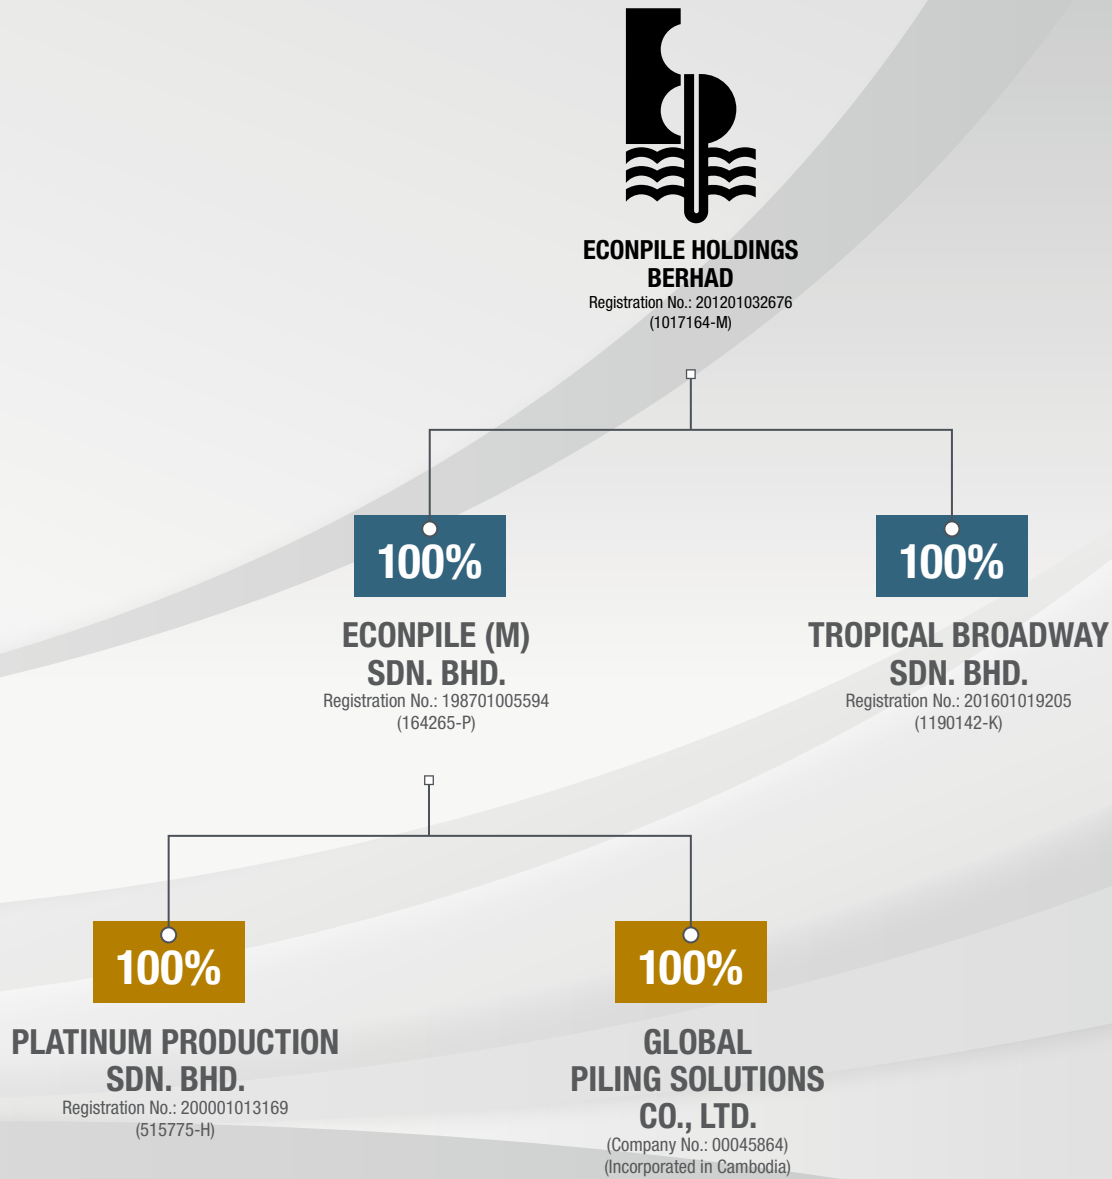 ECONPILE HOLDINGS
BERHAD
Registration No.: 201201032676
(1017164-M)
100%
ECONPILE (M)
SDN. BHD.
Registration No.: 198701005594
(164265-P)
100%
TROPICAL BROADWAY
SDN. BHD.
Registration No.: 201601019205
(1190142-K)
100%
PLATINUM PRODUCTION
SDN. BHD.
Registration No.: 200001013169
(515775-H)
100%
GLOBAL
PILING SOLUTIONS
CO., LTD.
(Company No.: 00045864)
(Incorporated in Cambodia)